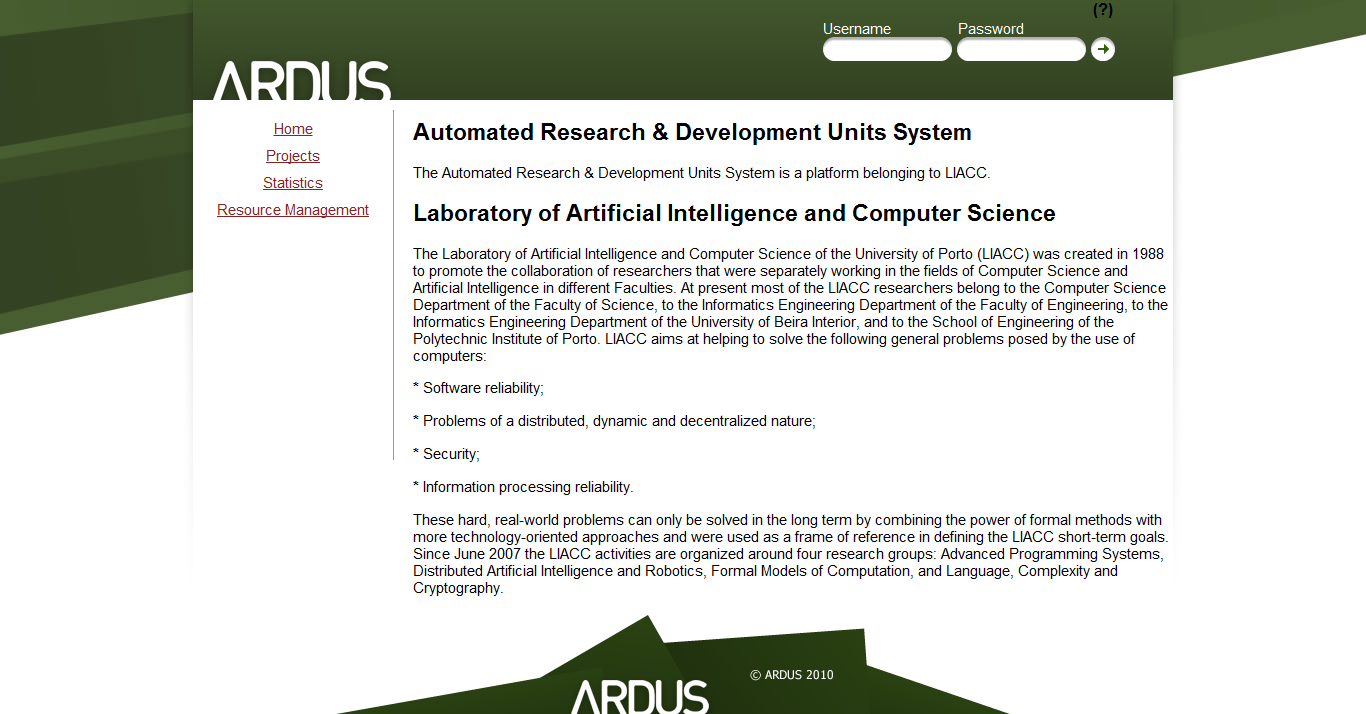 (?)
Username Password
ARDUS
Home
Projects
Statistics
Resource Management
Automated Research & Development Units System
The Automated Research & Development Units System is a platform belonging to LIACC.
Laboratory of Artificial Intelligence and Computer Science
The Laboratory of Artificial Intelligence and Computer Science of the University of Porto (LIACC) was created in 1988
to promote the collaboration of researchers that were separately working in the fields of Computer Science and
Artificial Intelligence in different Faculties. At present most of the LIACC researchers belong to the Computer Science
Department of the Faculty of Science, to the Informatics Engineering Department of the Faculty of Engineering, to the
Informatics Engineering Department of the University of Beira Interior, and to the School of Engineering of the
Polytechnic Institute of Porto. LIACC aims at helping to solve the following general problems posed by the use of
computers:
* Software reliability;
* Problems of a distributed, dynamic and decentralized nature;
* Security;
* Information processing reliability.
These hard, real-world problems can only be solved in the long term by combining the power of formal methods with
more technology-oriented approaches and were used as a frame of reference in defining the LIACC short-term goals.
Since June 2007 the LIACC activities are organized around four research groups: Advanced Programming Systems,
Distributed Artificial Intelligence and Robotics, Formal Models of Computation, and Language, Complexity and
Cryptography.
© ARDUS 2010
ARDUS